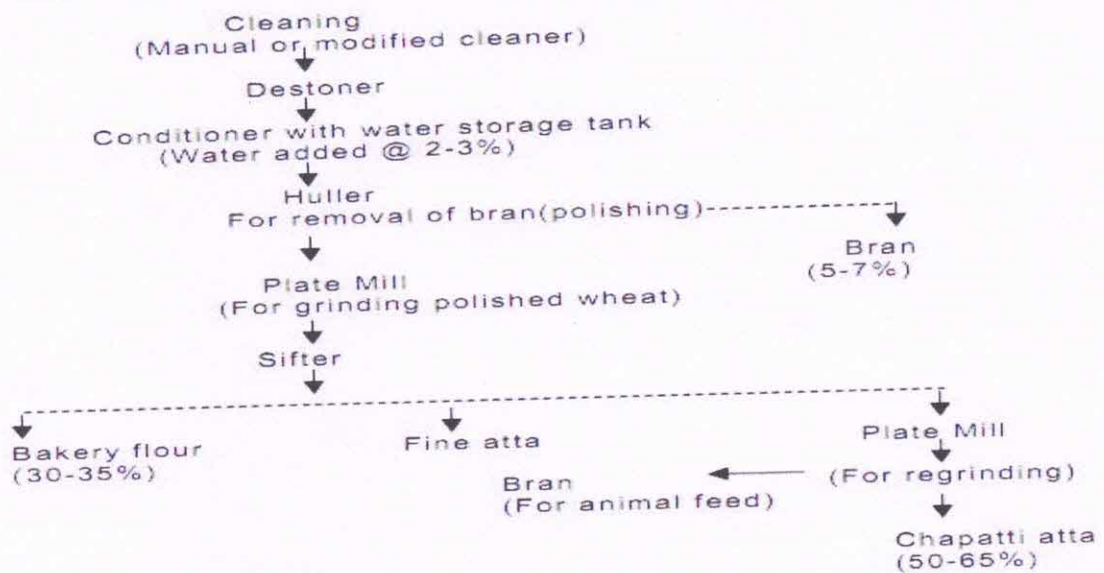 Cleaning
(Manual or modified cleaner)
Destoner
Conditioner with water storage tank
(Water added @ 2-3%)
Huller
For removal of bran(polishing)
Bran
(5-7%)
Plate Mill
(For grinding polished wheat)
Sifter
Bakery flour
(30-35%)
Fine atta
Plate Mill
(For regrinding)
Bran
(For animal feed)
Chapatti atta
(50-65%)